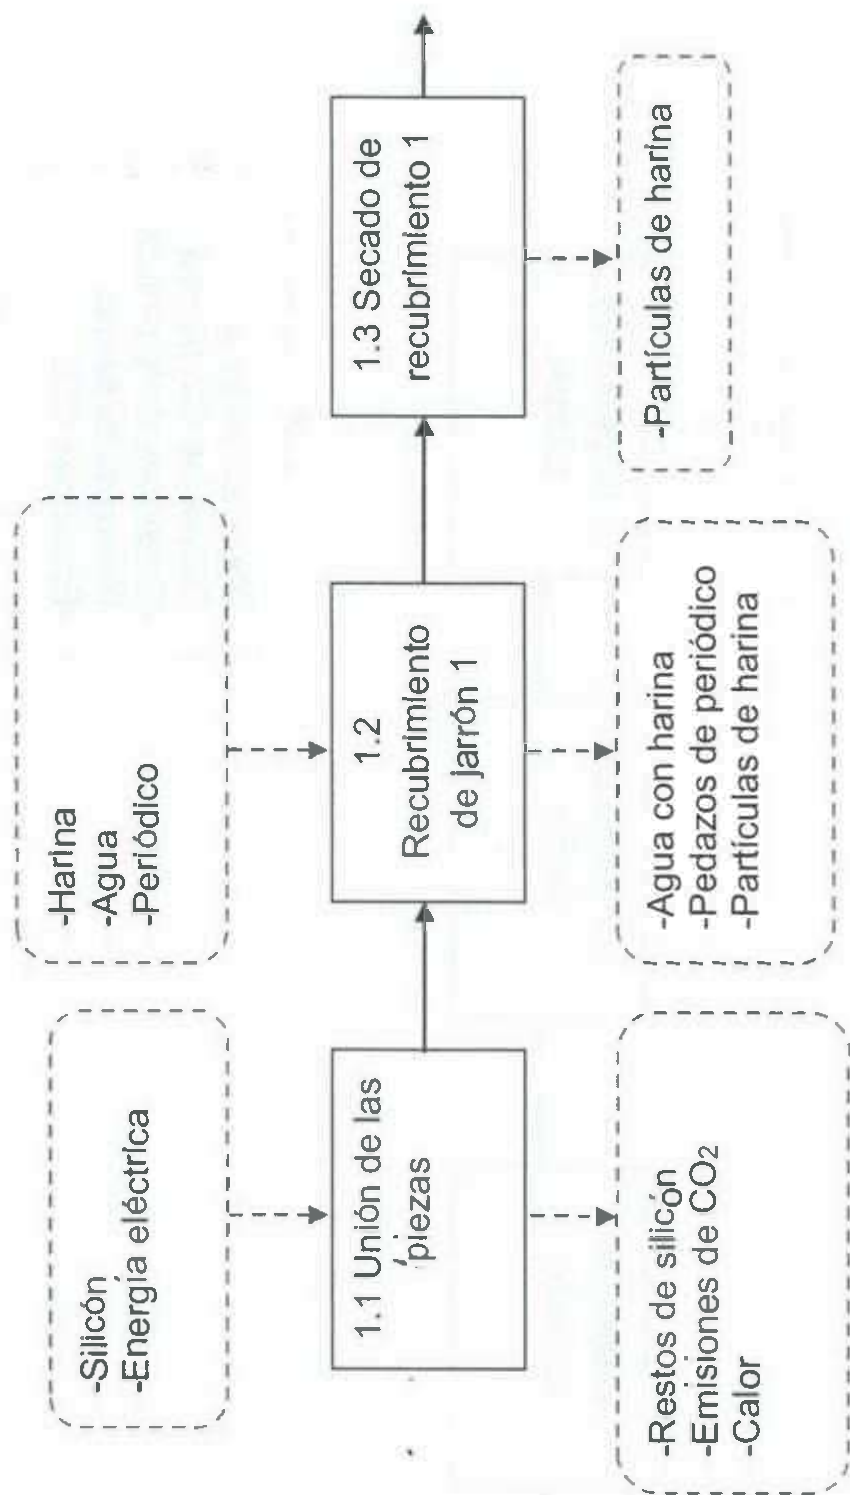 -Silicón
-Energía eléctrica
-Harina
-Agua
-Periódico
1.1 Unión de las
piezas
1.2
Recubrimiento
de jarrón 1
1.3 Secado de
recubrimiento 1
-Restos de silicón
-Emisiones de CO₂
-Calor
-Agua con harina
-Pedazos de periódico
-Partículas de harina
-Partículas de harina